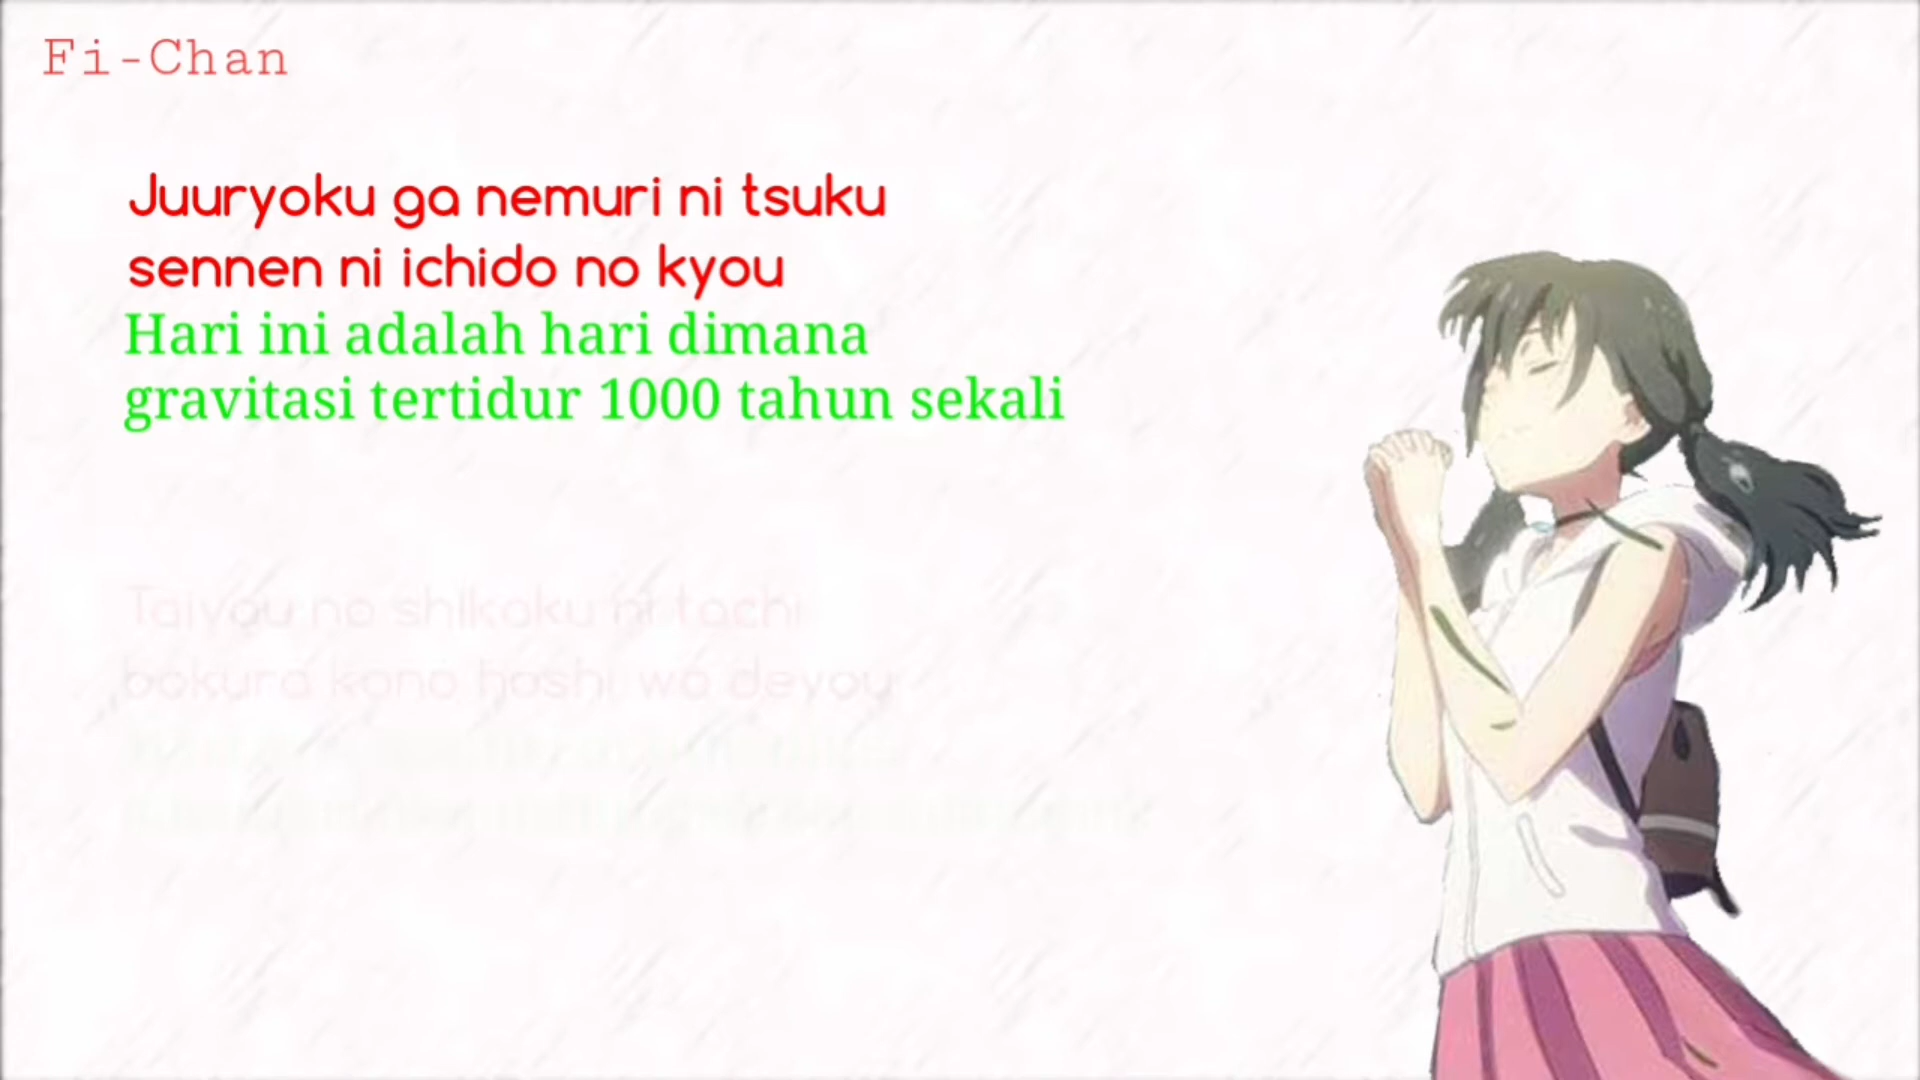 Fi-Chan
Juuryoku ga nemuri ni tsuku
sennen ni ichido no kyou
Hari ini adalah hari dimana
gravitasi tertidur 1000 tahun sekali
Taiyou no shikaku ni tachi
bokura kono hoshi wo deyou